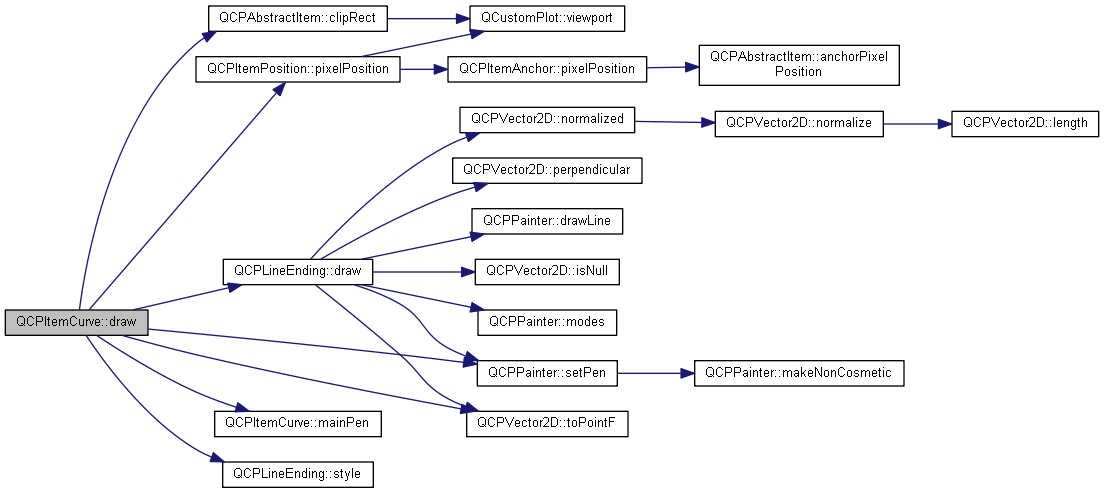 QCPAbstractItem::clipRect
QCustomPlot::viewport
QCPItemPosition::pixelPosition
QCPItemAnchor::pixelPosition
QCPAbstractItem::anchorPixel
Position
QCPVector2D::normalized
QCPVector2D::normalize
QCPVector2D::length
QCPVector2D::perpendicular
QCPPainter::drawLine
QCPLineEnding::draw
QCPVector2D::isNull
QCPItemCurve::draw
QCPPainter::modes
QCPPainter::setPen
QCPPainter::makeNonCosmetic
QCPItemCurve::mainPen
QCPVector2D::toPointF
QCPLineEnding::style